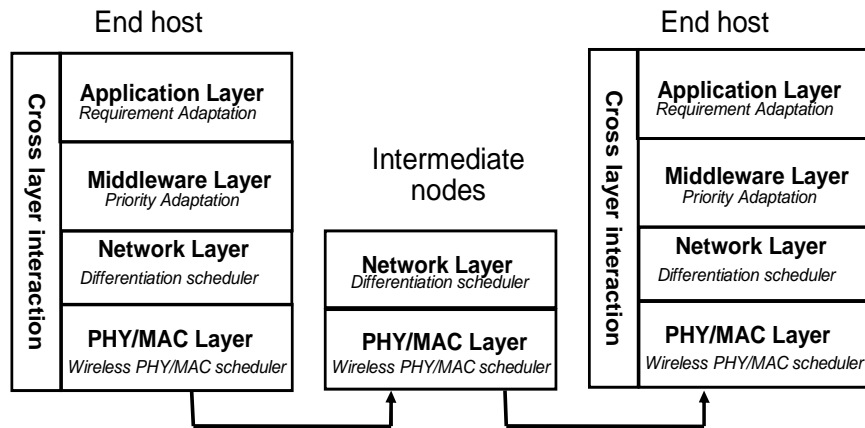 End host
Cross layer interaction
Application Layer
Requirement Adaptation
Middleware Layer
Priority Adaptation
Network Layer
Differentiation scheduler
PHY/MAC Layer
Wireless PHY/MAC scheduler
Intermediate
nodes
Network Layer
Differentiation scheduler
PHY/MAC Layer
Wireless PHY/MAC scheduler
End host
Cross layer interaction
Application Layer
Requirement Adaptation
Middleware Layer
Priority Adaptation
Network Layer
Differentiation scheduler
PHY/MAC Layer
Wireless PHY/MAC scheduler